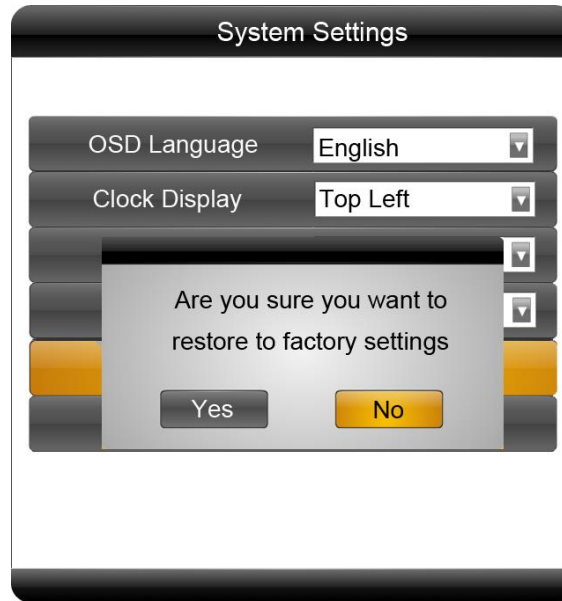 System Settings
OSD Language English
Clock Display Top Left
Are you sure you want to
restore to factory settings
Yes No